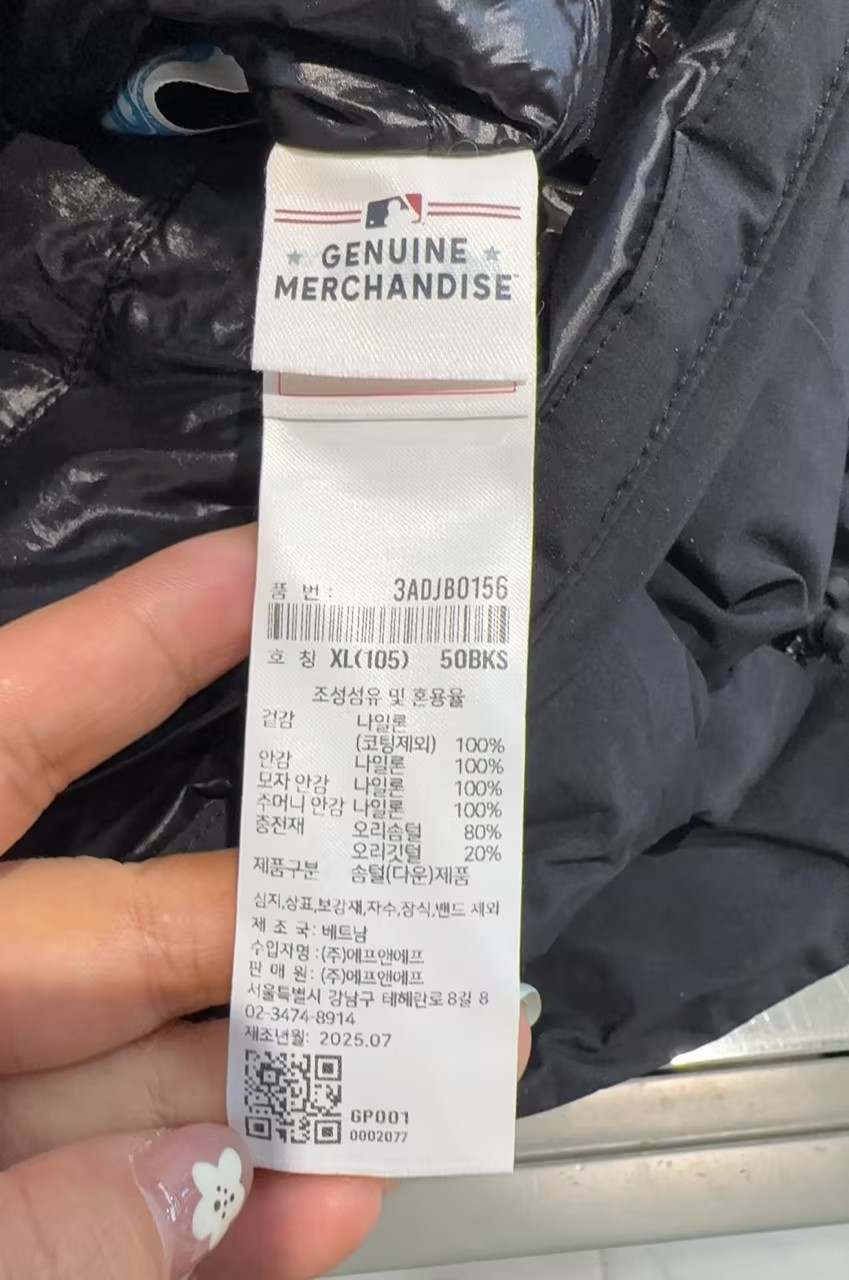 GENUINE
MERCHANDISE™
품 번 : 3ADJB0156
호 칭 XL(105) 50BKS
조성섬유 및 혼용율
겉감 나일론
(코팅제외) 100%
안감 나일론 100%
모자 안감 나일론 100%
주머니 안감 나일론 100%
충전재 오리솜털 80%
오리깃털 20%
제품구분 솜털(다운)제품
심지,상표,보강재,자수,장식,밴드 제외
제 조 국: 베트남
수입자명 :(주)에프앤에프
판 매 원 :(주)에프앤에프
서울특별시 강남구 테헤란로8길 8
02-3474-8914
제조년월: 2025.07
GP001
0002077